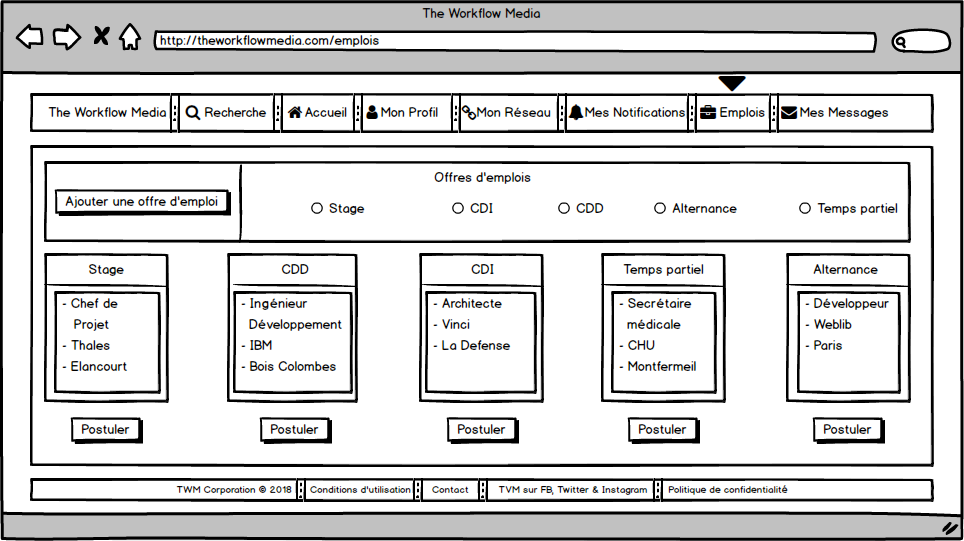 The Workflow Media
http://theworkflowmedia.com/emplois
The Workflow Media Recherche Accueil Mon Profil Mon Réseau Mes Notifications Emplois Mes Messages
Offres d'emplois
Ajouter une offre d'emploi
Stage CDI CDD Alternance Temps partiel
Stage
- Chef de
Projet
- Thales
- Elancourt
Postuler
CDD
- Ingénieur
Développement
- IBM
- Bois Colombes
Postuler
CDI
- Architecte
- Vinci
- La Defense
Postuler
Temps partiel
- Secrétaire
médicale
- CHU
- Montfermeil
Postuler
Alternance
- Développeur
- Weblib
- Paris
Postuler
TWM Corporation © 2018 Conditions d'utilisation Contact TVM sur FB, Twitter & Instagram Politique de confidentialité